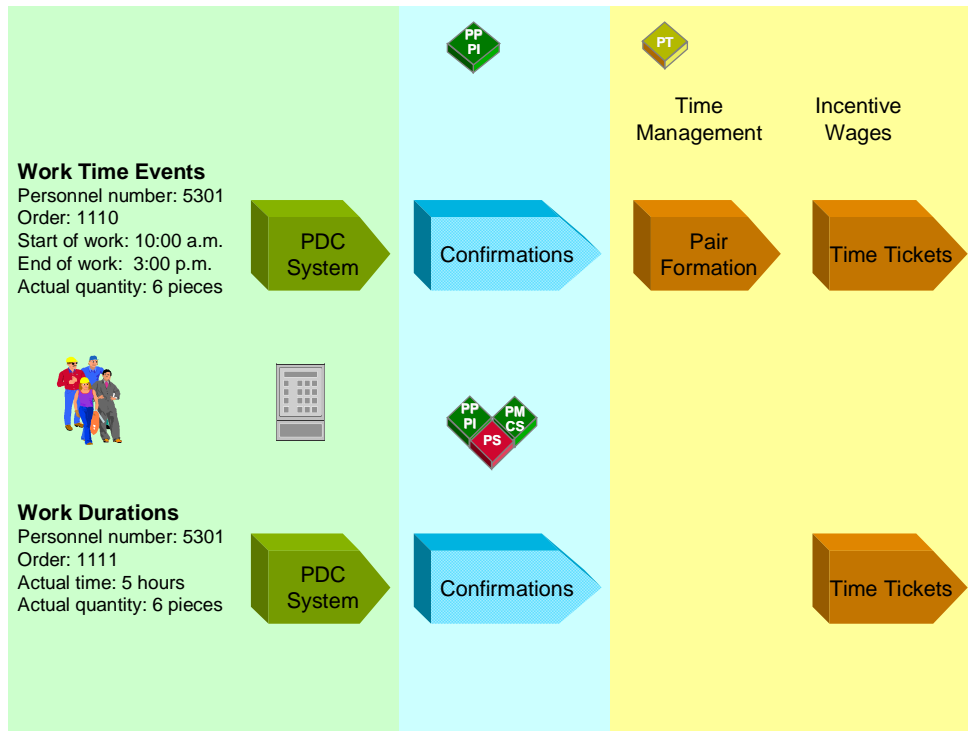 PP
PI
PT
Time
Management
Incentive
Wages
Work Time Events
Personnel number: 5301
Order: 1110
Start of work: 10:00 a.m.
End of work:  3:00 p.m.
Actual quantity: 6 pieces
PDC
System
Confirmations
Pair
Formation
Time Tickets
PP
PI
PM
CS
PS
Work Durations
Personnel number: 5301
Order: 1111
Actual time: 5 hours
Actual quantity: 6 pieces
PDC
System
Confirmations
Time Tickets